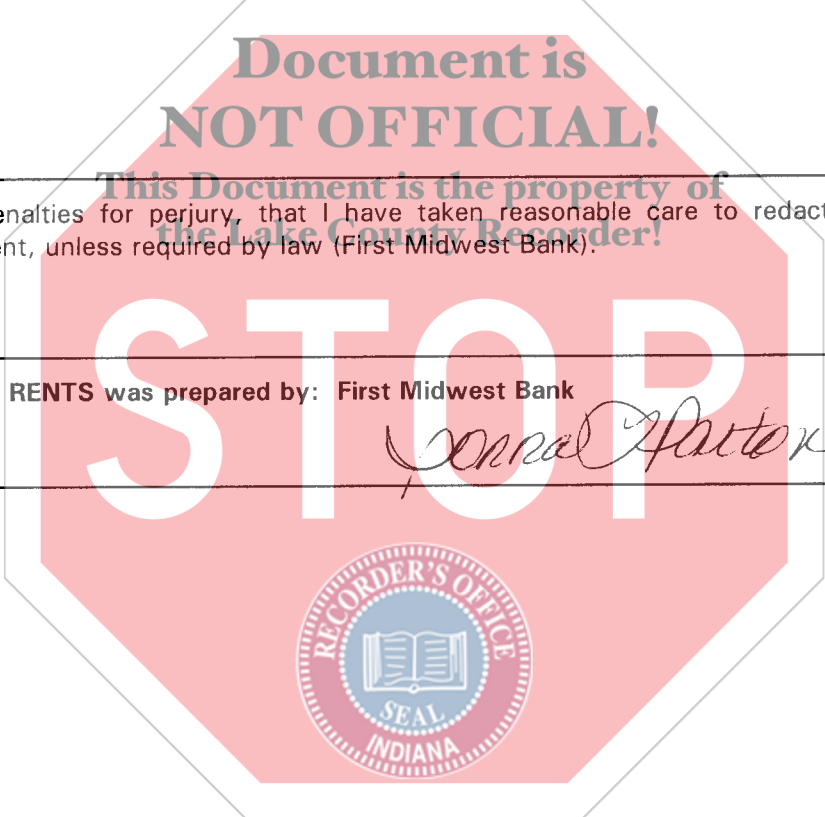 Document is
NOT OFFICIAL!
This Document is the property of
enalties for perjury, that I have taken reasonable care to redact
the Lake County Recorder!
ent, unless required by law (First Midwest Bank).
STOP
RENTS was prepared by: First Midwest Bank
RECORDER'S OFFICE
SEAL
INDIANA